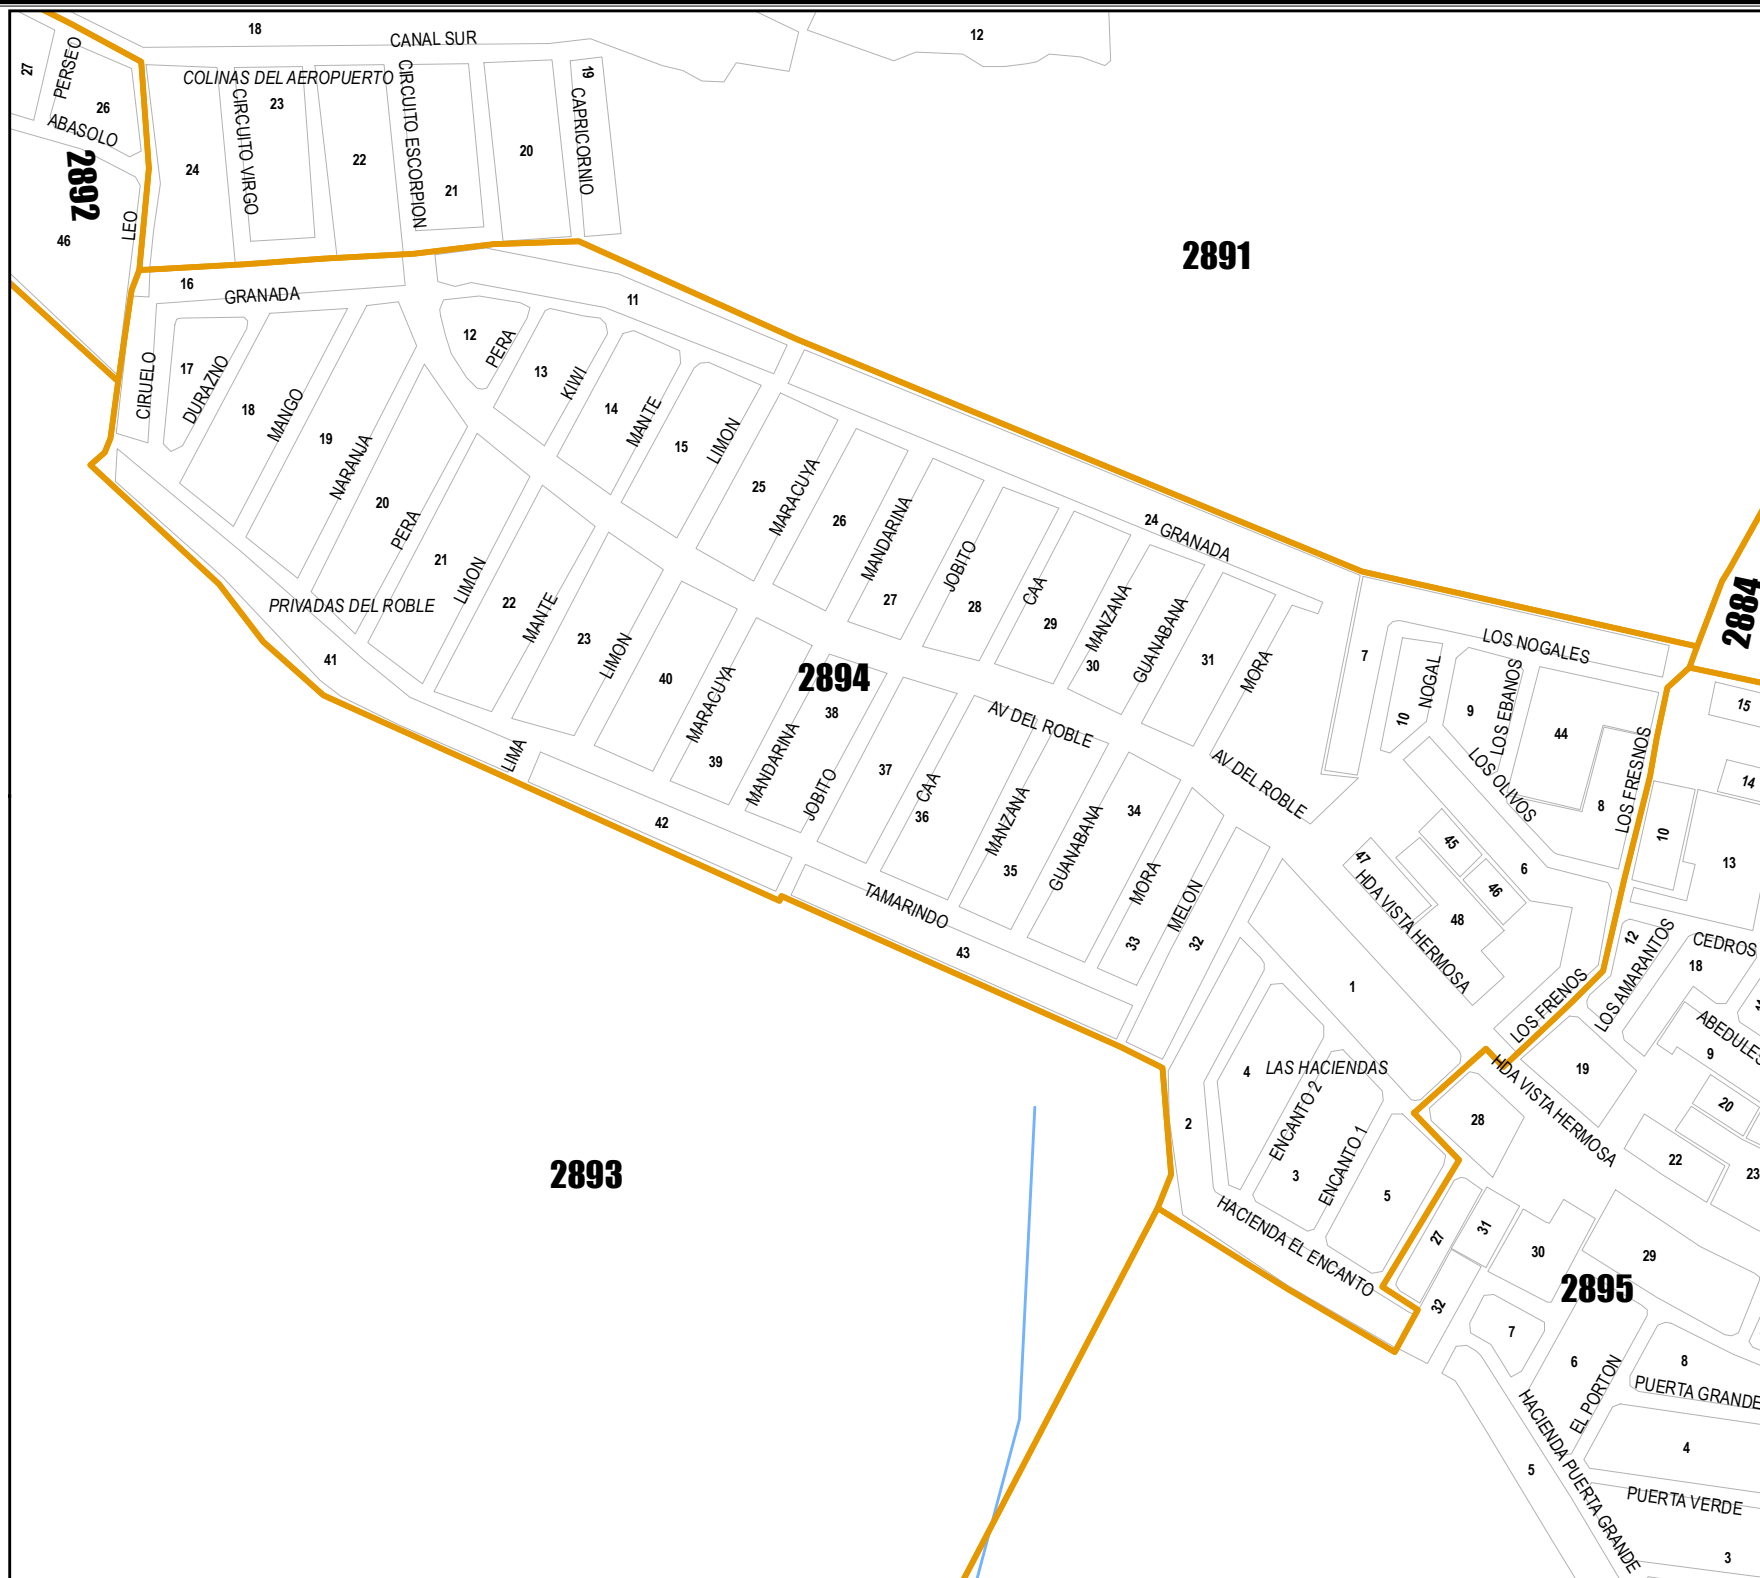 18
CANAL SUR
12
27
PERSEO
26
ABASOLO
COLINAS DEL AEROPUERTO
23
CIRCUITO VIRGO
24
22
CIRCUITO ESCORPION
21
20
19
CAPRICORNIO
2892
46
LEO
2891
16
GRANADA
11
12
PERA
13
KIWI
14
MANTE
15
LIMON
CIRUELO
17
DURAZNO
18
MANGO
19
NARANJA
20
PERA
21
LIMON
22
MANTE
23
LIMON
25
MARACUYA
26
MANDARINA
27
JOBITO
28
CAA
29
MANZANA
30
GUANABANA
31
MORA
24
GRANADA
PRIVADAS DEL ROBLE
41
2894
40
MARACUYA
39
MANDARINA
38
JOBITO
37
CAA
36
AV DEL ROBLE
MANZANA
35
GUANABANA
34
MORA
33
MELON
32
AV DEL ROBLE
LIMA
42
TAMARINDO
43
7
LOS NOGALES
10
NOGAL
9
LOS EBANOS
44
LOS OLIVOS
8
LOS FRESNOS
2884
15
14
10
13
45
46
6
47
48
HDA VISTA HERMOSA
12
LOS AMARANTOS
CEDROS
18
ABEDULES
9
LOS FRENOS
1
19
HDA VISTA HERMOSA
20
22
23
28
4
LAS HACIENDAS
ENCANTO 2
3
ENCANTO 1
5
2
HACIENDA EL ENCANTO
2893
27
31
30
29
2895
32
7
6
EL PORTON
8
PUERTA GRANDE
4
HACIENDA PUERTA GRANDE
5
PUERTA VERDE
3